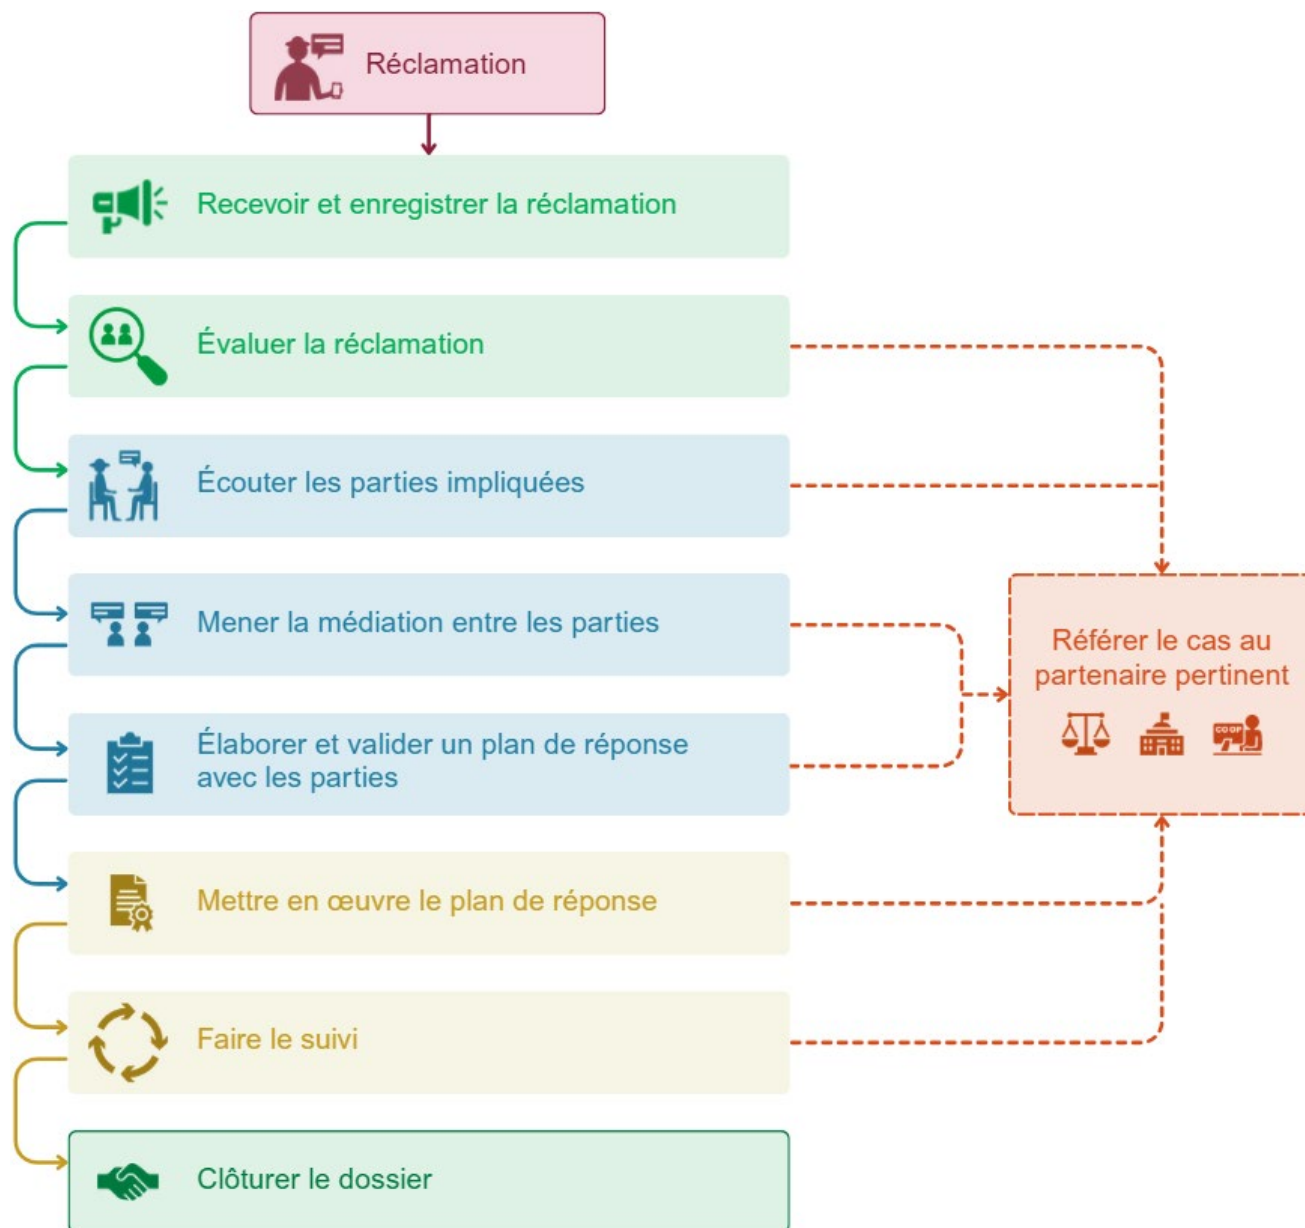 Réclamation
Recevoir et enregistrer la réclamation
Évaluer la réclamation
Écouter les parties impliquées
Mener la médiation entre les parties
Référer le cas au
partenaire pertinent
CO OP
Élaborer et valider un plan de réponse
avec les parties
Mettre en œuvre le plan de réponse
Faire le suivi
Clôturer le dossier